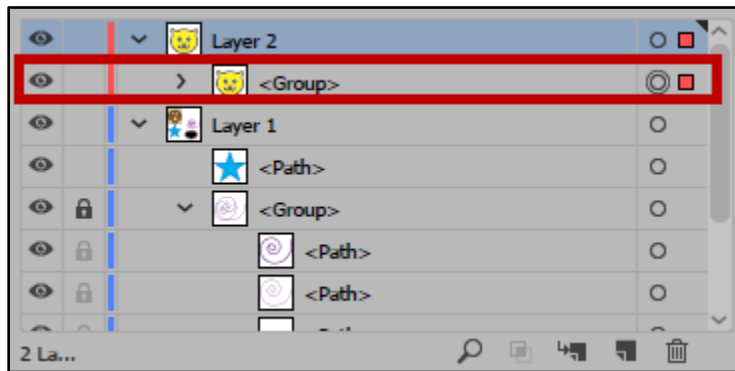 Layer 2
<Group>
Layer 1
<Path>
<Group>
<Path>
<Path>
2 La...